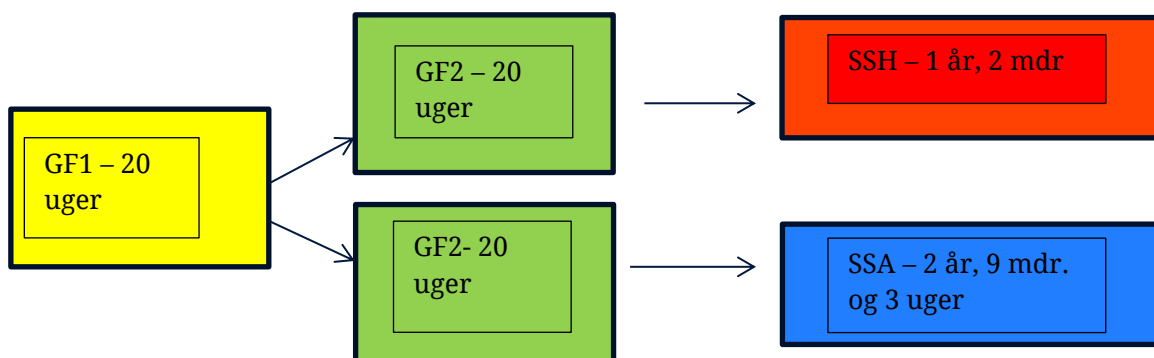 GF1 – 20
uger
GF2 – 20
uger
GF2- 20
uger
SSH – 1 år, 2 mdr
SSA – 2 år, 9 mdr.
og 3 uger